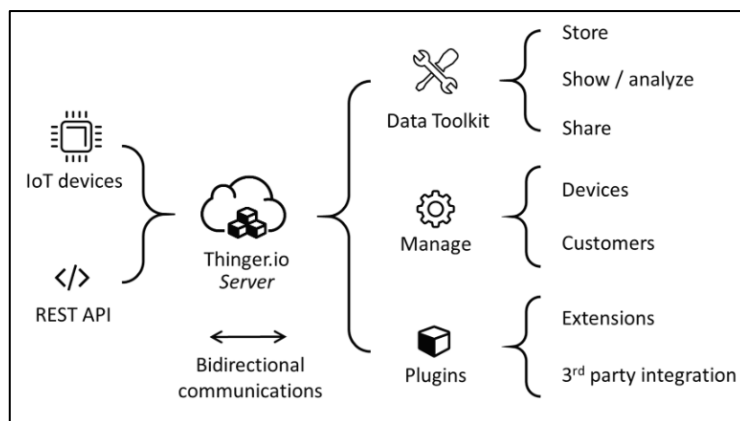 IoT devices
</>
REST API
Thinger.io
Server
Bidirectional
communications
Data Toolkit
Store
Show / analyze
Share
Manage
Devices
Customers
Plugins
Extensions
3rd party integration